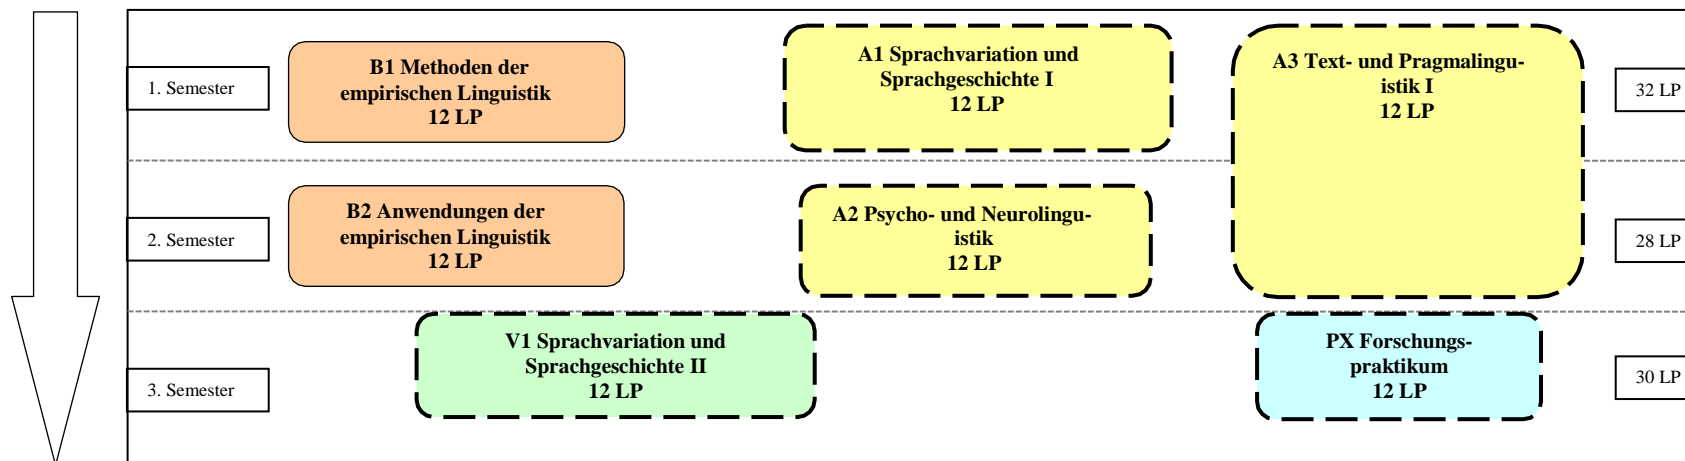 1. Semester
B1 Methoden der
empirischen Linguistik
12 LP
A1 Sprachvariation und
Sprachgeschichte I
12 LP
A3 Text- und Pragmalingu-
istik I
12 LP
32 LP
2. Semester
B2 Anwendungen der
empirischen Linguistik
12 LP
A2 Psycho- und Neurolingu-
istik
12 LP
28 LP
3. Semester
V1 Sprachvariation und
Sprachgeschichte II
12 LP
PX Forschungs-
praktikum
12 LP
30 LP